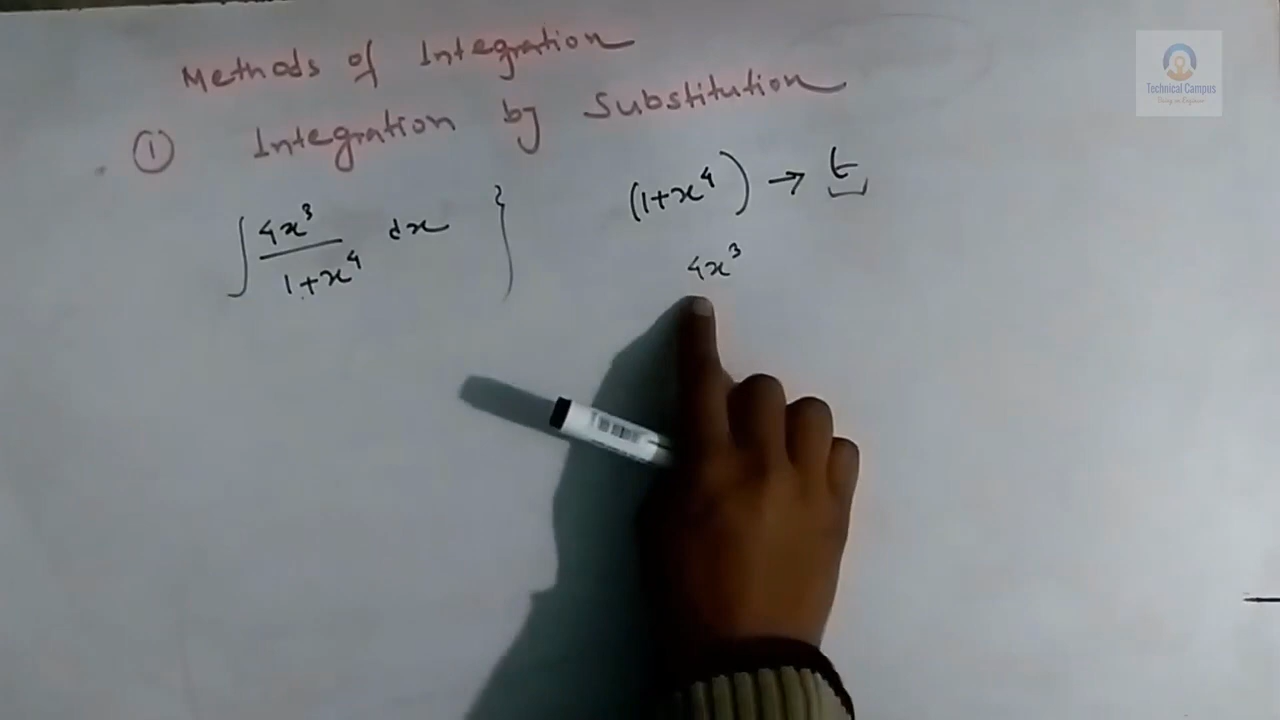 Methods of Integration
① Integration by Substitution
∫ 4x³ / 1+x⁴ dx } (1+x⁴) → t
4x³
Technical Campus